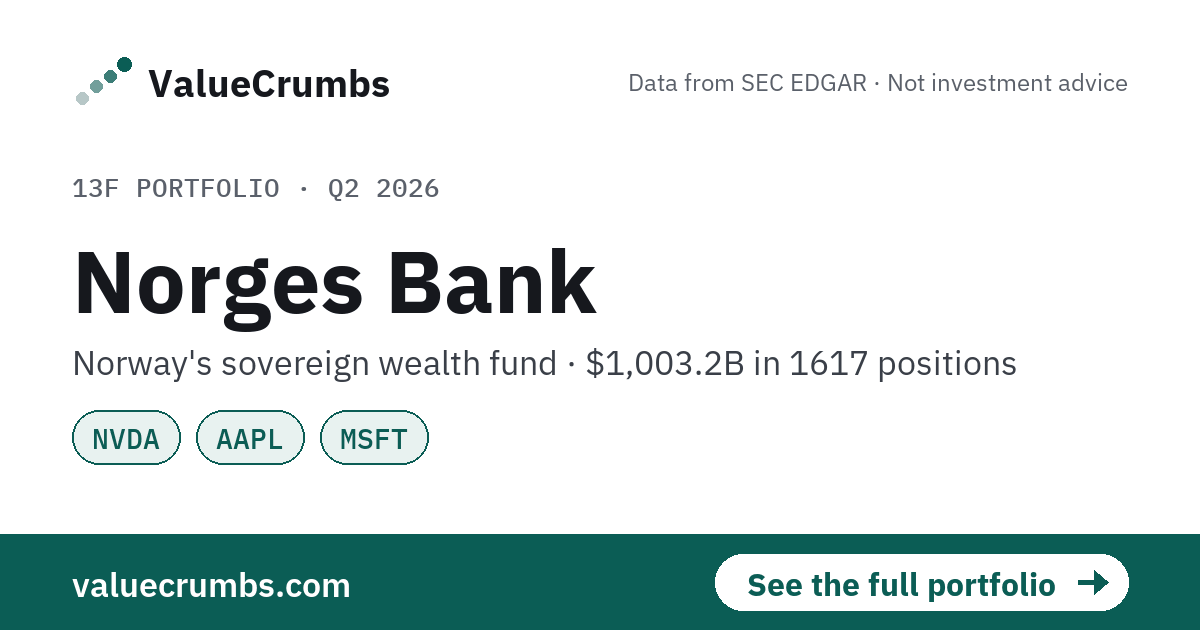 ValueCrumbs
Data from SEC EDGAR · Not investment advice
13F PORTFOLIO · Q2 2026
Norges Bank
Norway's sovereign wealth fund · $1,003.2B in 1617 positions
NVDA AAPL MSFT
valuecrumbs.com
See the full portfolio →